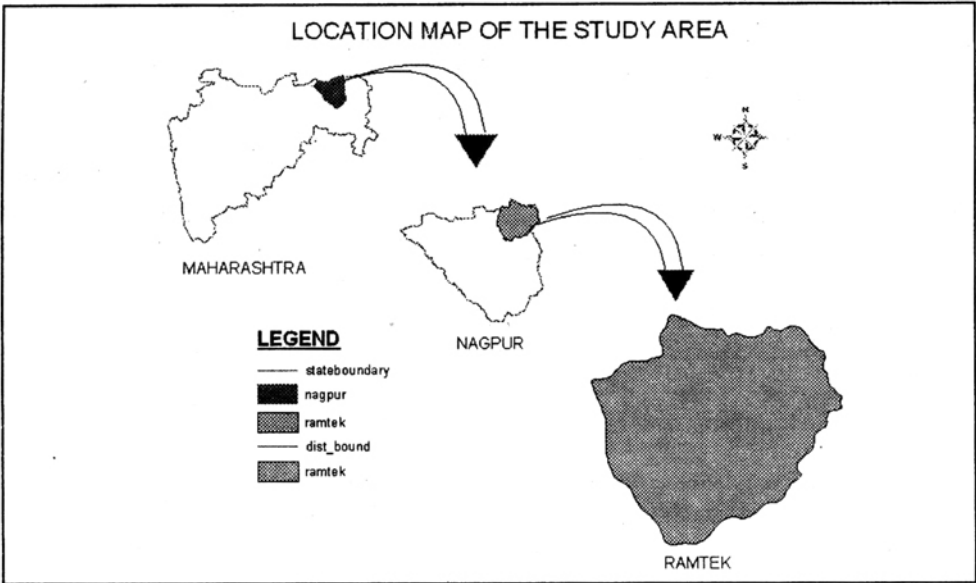 LOCATION MAP OF THE STUDY AREA
N
W
S
MAHARASHTRA
NAGPUR
LEGEND
stateboundary
nagpur
ramtek
dist_bound
ramtek
RAMTEK